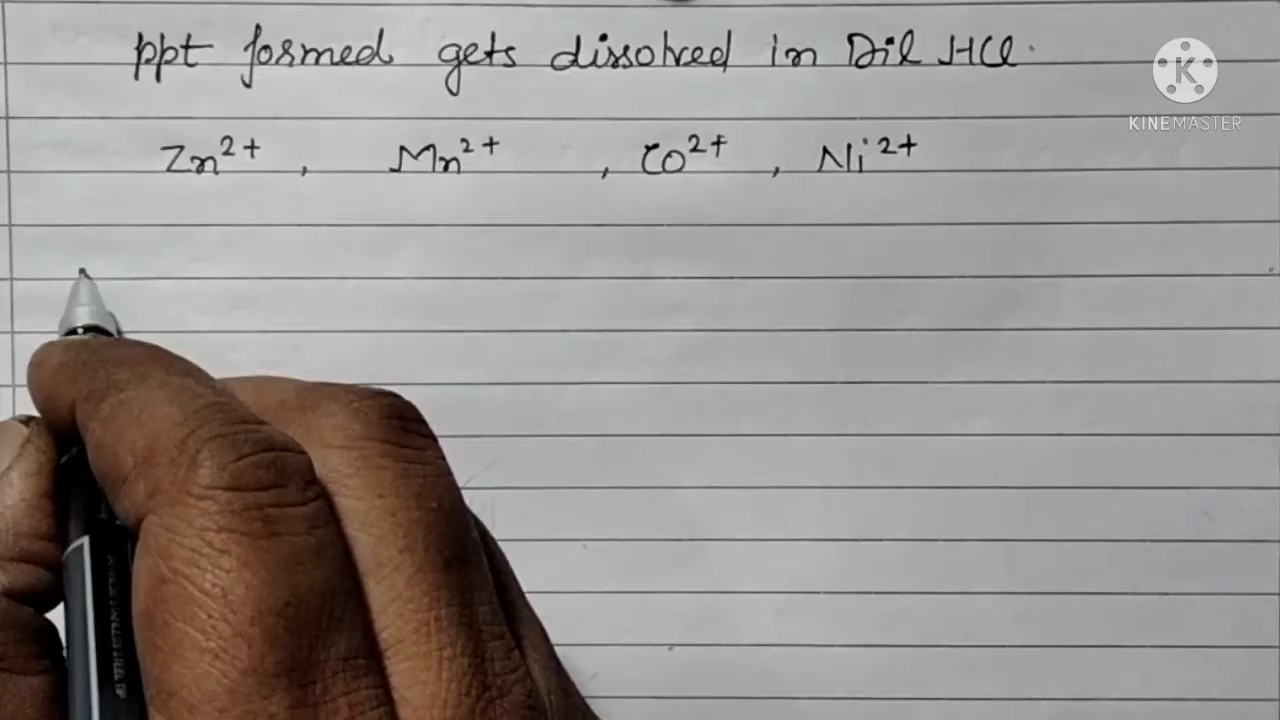 ppt formed gets dissolved in Dil HCl.
KINEMASTER
Zn²⁺ , Mn²⁺ , Co²⁺ , Ni²⁺